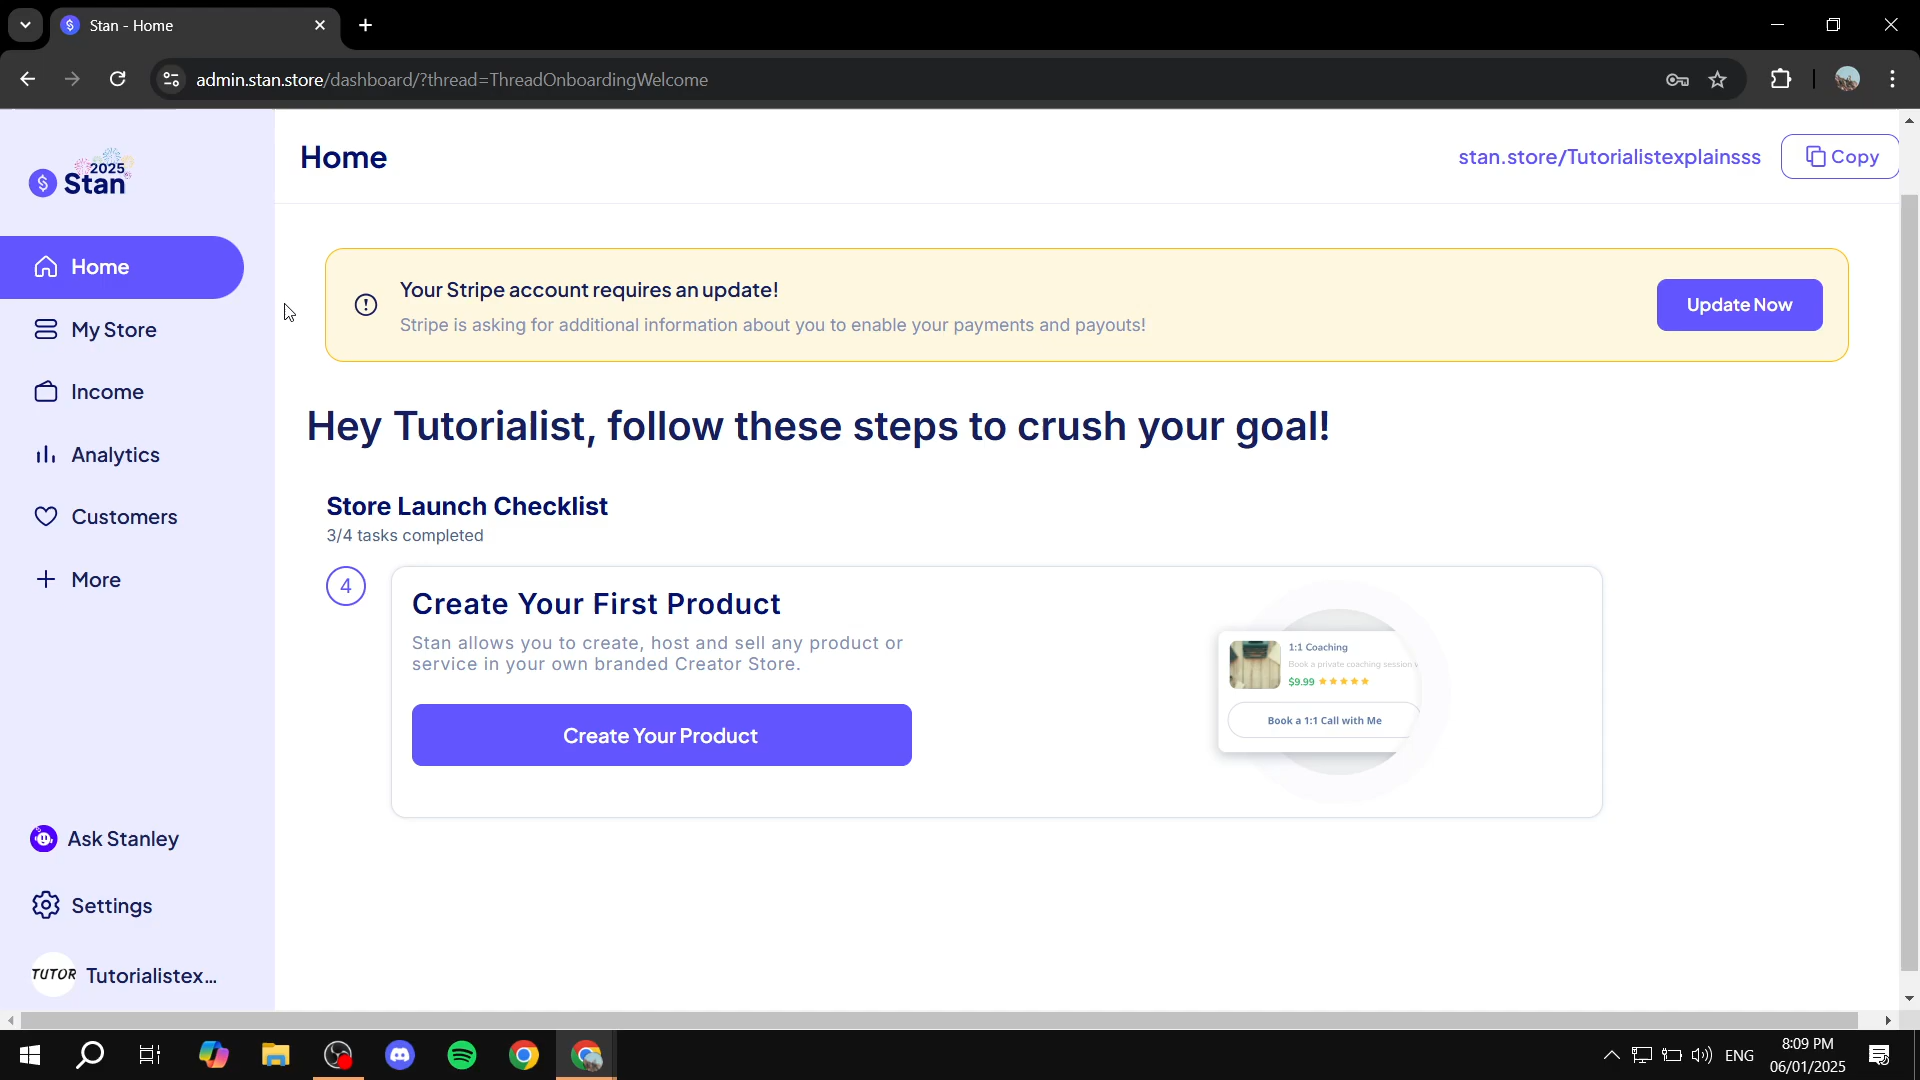 Stan - Home
admin.stan.store/dashboard/?thread=ThreadOnboardingWelcome
2025
Stan
Home
stan.store/Tutorialistexplainsss
Copy
Home
My Store
Income
Analytics
Customers
More
Ask Stanley
Settings
TUTOR
Tutorialistex...
Your Stripe account requires an update!
Stripe is asking for additional information about you to enable your payments and payouts!
Update Now
Hey Tutorialist, follow these steps to crush your goal!
Store Launch Checklist
3/4 tasks completed
4
Create Your First Product
Stan allows you to create, host and sell any product or
service in your own branded Creator Store.
Create Your Product
1:1 Coaching
Book a private coaching session
$9.99
Book a 1:1 Call with Me
ENG
8:09 PM
06/01/2025